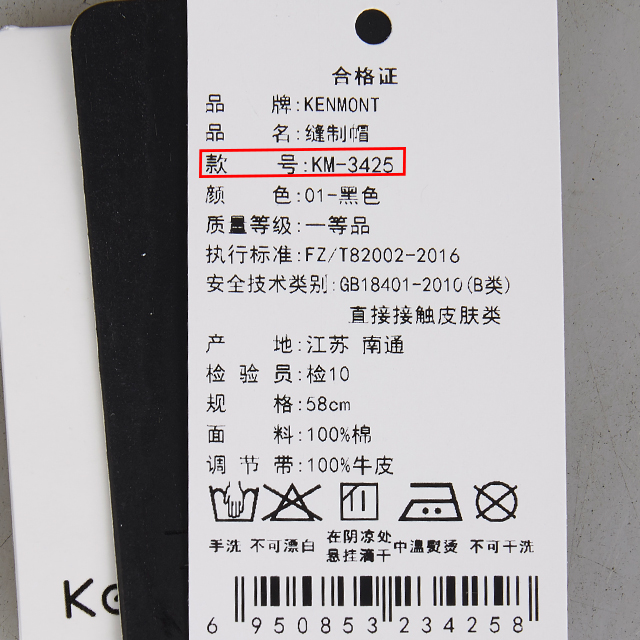 合格证
品 牌:KENMONT
品 名:缝制帽
款 号:KM-3425
颜 色:01-黑色
质量等级:一等品
执行标准:FZ/T82002-2016
安全技术类别:GB18401-2010(B类)
直接接触皮肤类
产 地:江苏 南通
检 验 员:检10
规 格:58cm
面 料:100%棉
调 节 带:100%牛皮
手洗 不可漂白 在阴凉处悬挂滴干 中温熨烫 不可干洗
6 950853 234258